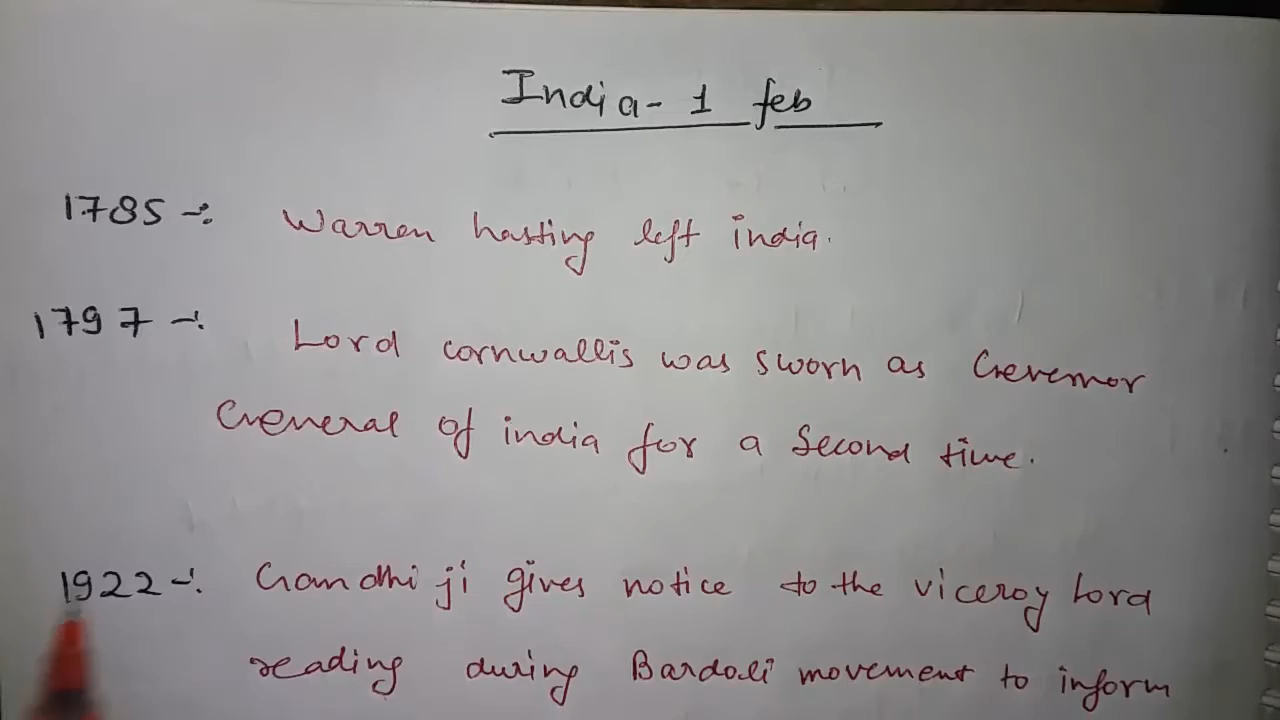 India- 1 feb
1785 -: Warren hasting left india.
1797 -: Lord cornwallis was sworn as Grevernor
General of india for a Second time.
1922 -: Gandhi ji gives notice to the viceroy Lord
reading during Bardoli movement to inform